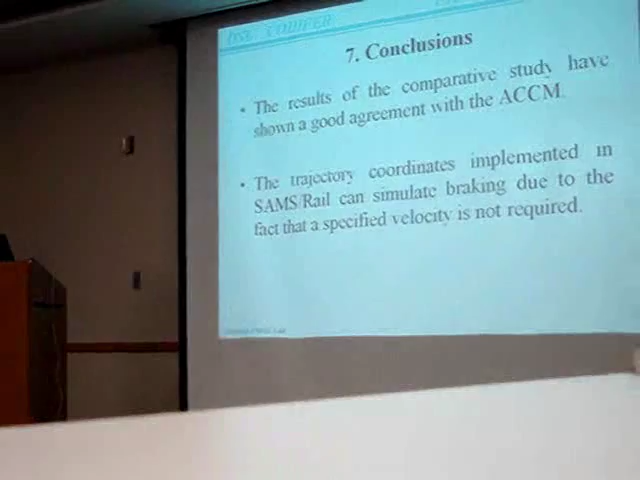 7. Conclusions
• The results of the comparative study have
shown a good agreement with the ACCM.
• The trajectory coordinates implemented in
SAMS/Rail can simulate braking due to the
fact that a specified velocity is not required.